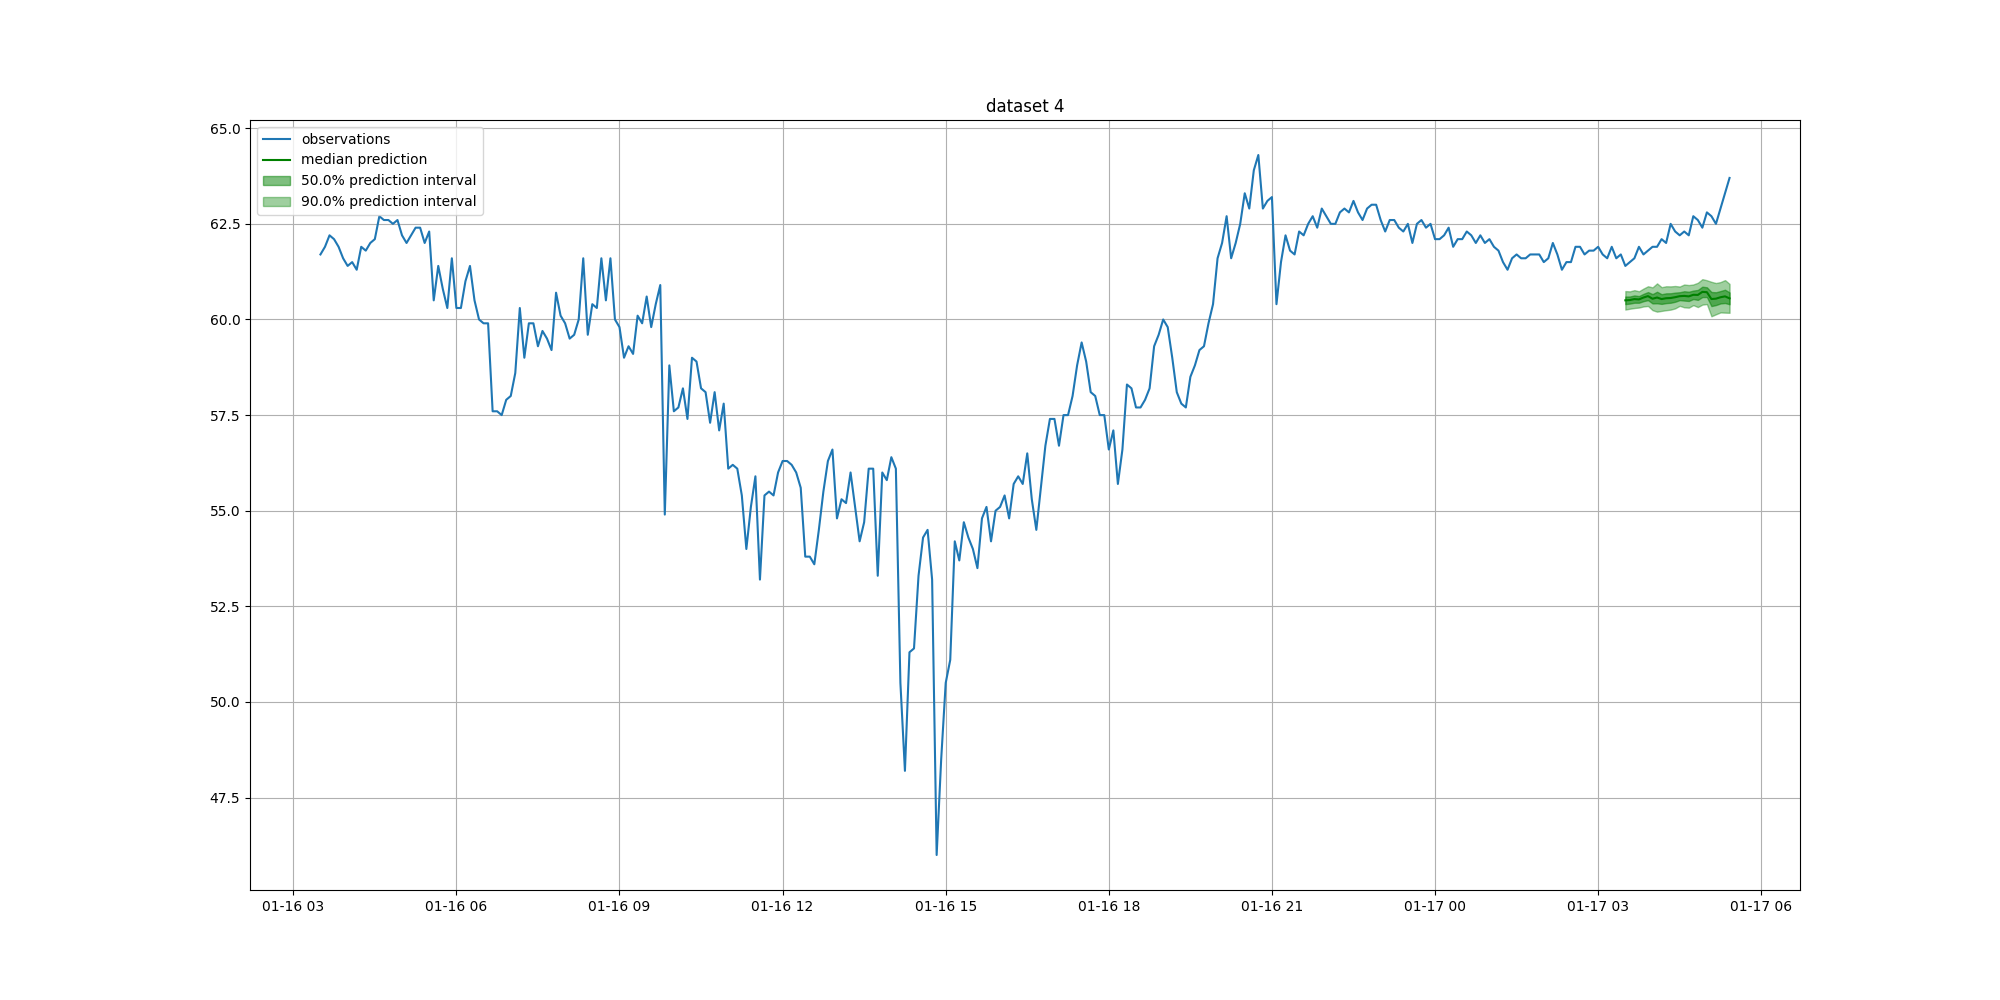 dataset 4
65.0
62.5
60.0
57.5
55.0
52.5
50.0
47.5
observations
median prediction
50.0% prediction interval
90.0% prediction interval
01-16 03 01-16 06 01-16 09 01-16 12 01-16 15 01-16 18 01-16 21 01-17 00 01-17 03 01-17 06